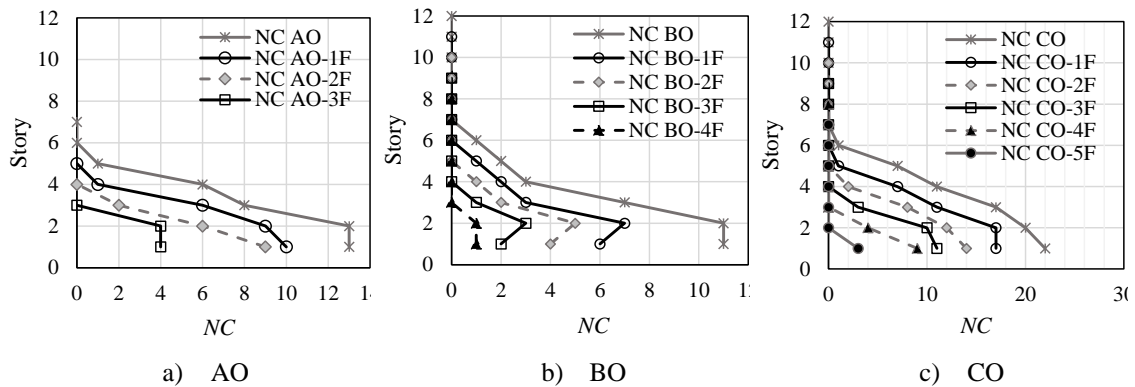 12
10
8
6
4
2
0
Story
0 2 4 6 8 10 12 14
NC
NC AO
NC AO-1F
NC AO-2F
NC AO-3F
a) AO
12
10
8
6
4
2
0
Story
0 2 4 6 8 10 12
NC
NC BO
NC BO-1F
NC BO-2F
NC BO-3F
NC BO-4F
b) BO
12
10
8
6
4
2
0
Story
0 10 20 30
NC
NC CO
NC CO-1F
NC CO-2F
NC CO-3F
NC CO-4F
NC CO-5F
c) CO